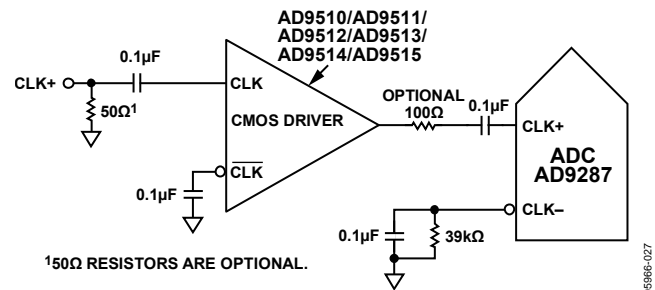 AD9510/AD9511/
AD9512/AD9513/
AD9514/AD9515
CLK+
0.1µF
50Ω¹
CLK
CMOS DRIVER
CLK
0.1µF
OPTIONAL
100Ω
0.1µF
CLK+
ADC
AD9287
CLK–
0.1µF
39kΩ
¹50Ω RESISTORS ARE OPTIONAL.
05966-027